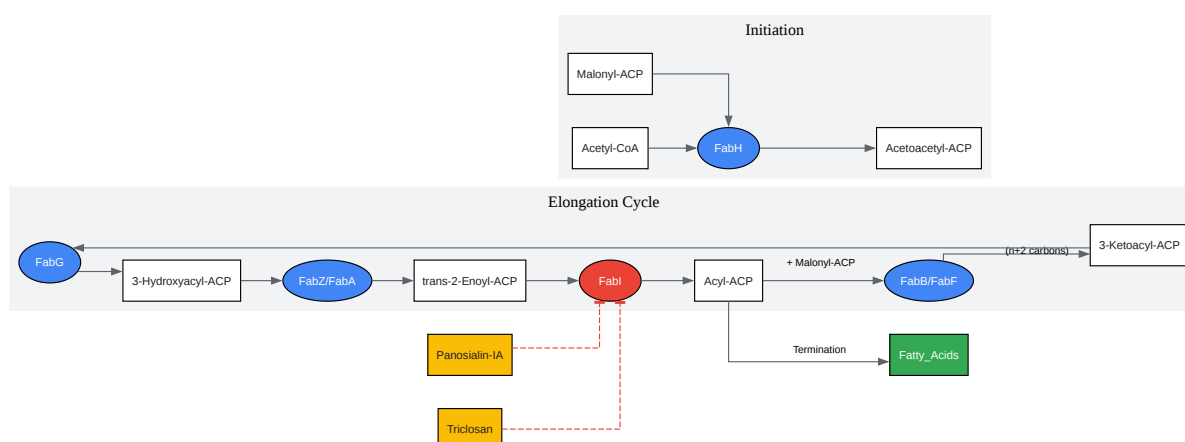 Initiation
Malonyl-ACP
Acetyl-CoA
FabH
Acetoacetyl-ACP
Elongation Cycle
FabG
3-Hydroxyacyl-ACP
FabZ/FabA
trans-2-Enoyl-ACP
FabI
Acyl-ACP
+ Malonyl-ACP
FabB/FabF
(n+2 carbons)
3-Ketoacyl-ACP
Panosialin-IA
Termination
Fatty_Acids
Triclosan